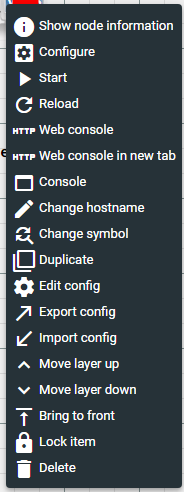 Show node information
Configure
Start
Reload
HTTP Web console
HTTP Web console in new tab
Console
Change hostname
Change symbol
Duplicate
Edit config
Export config
Import config
Move layer up
Move layer down
Bring to front
Lock item
Delete